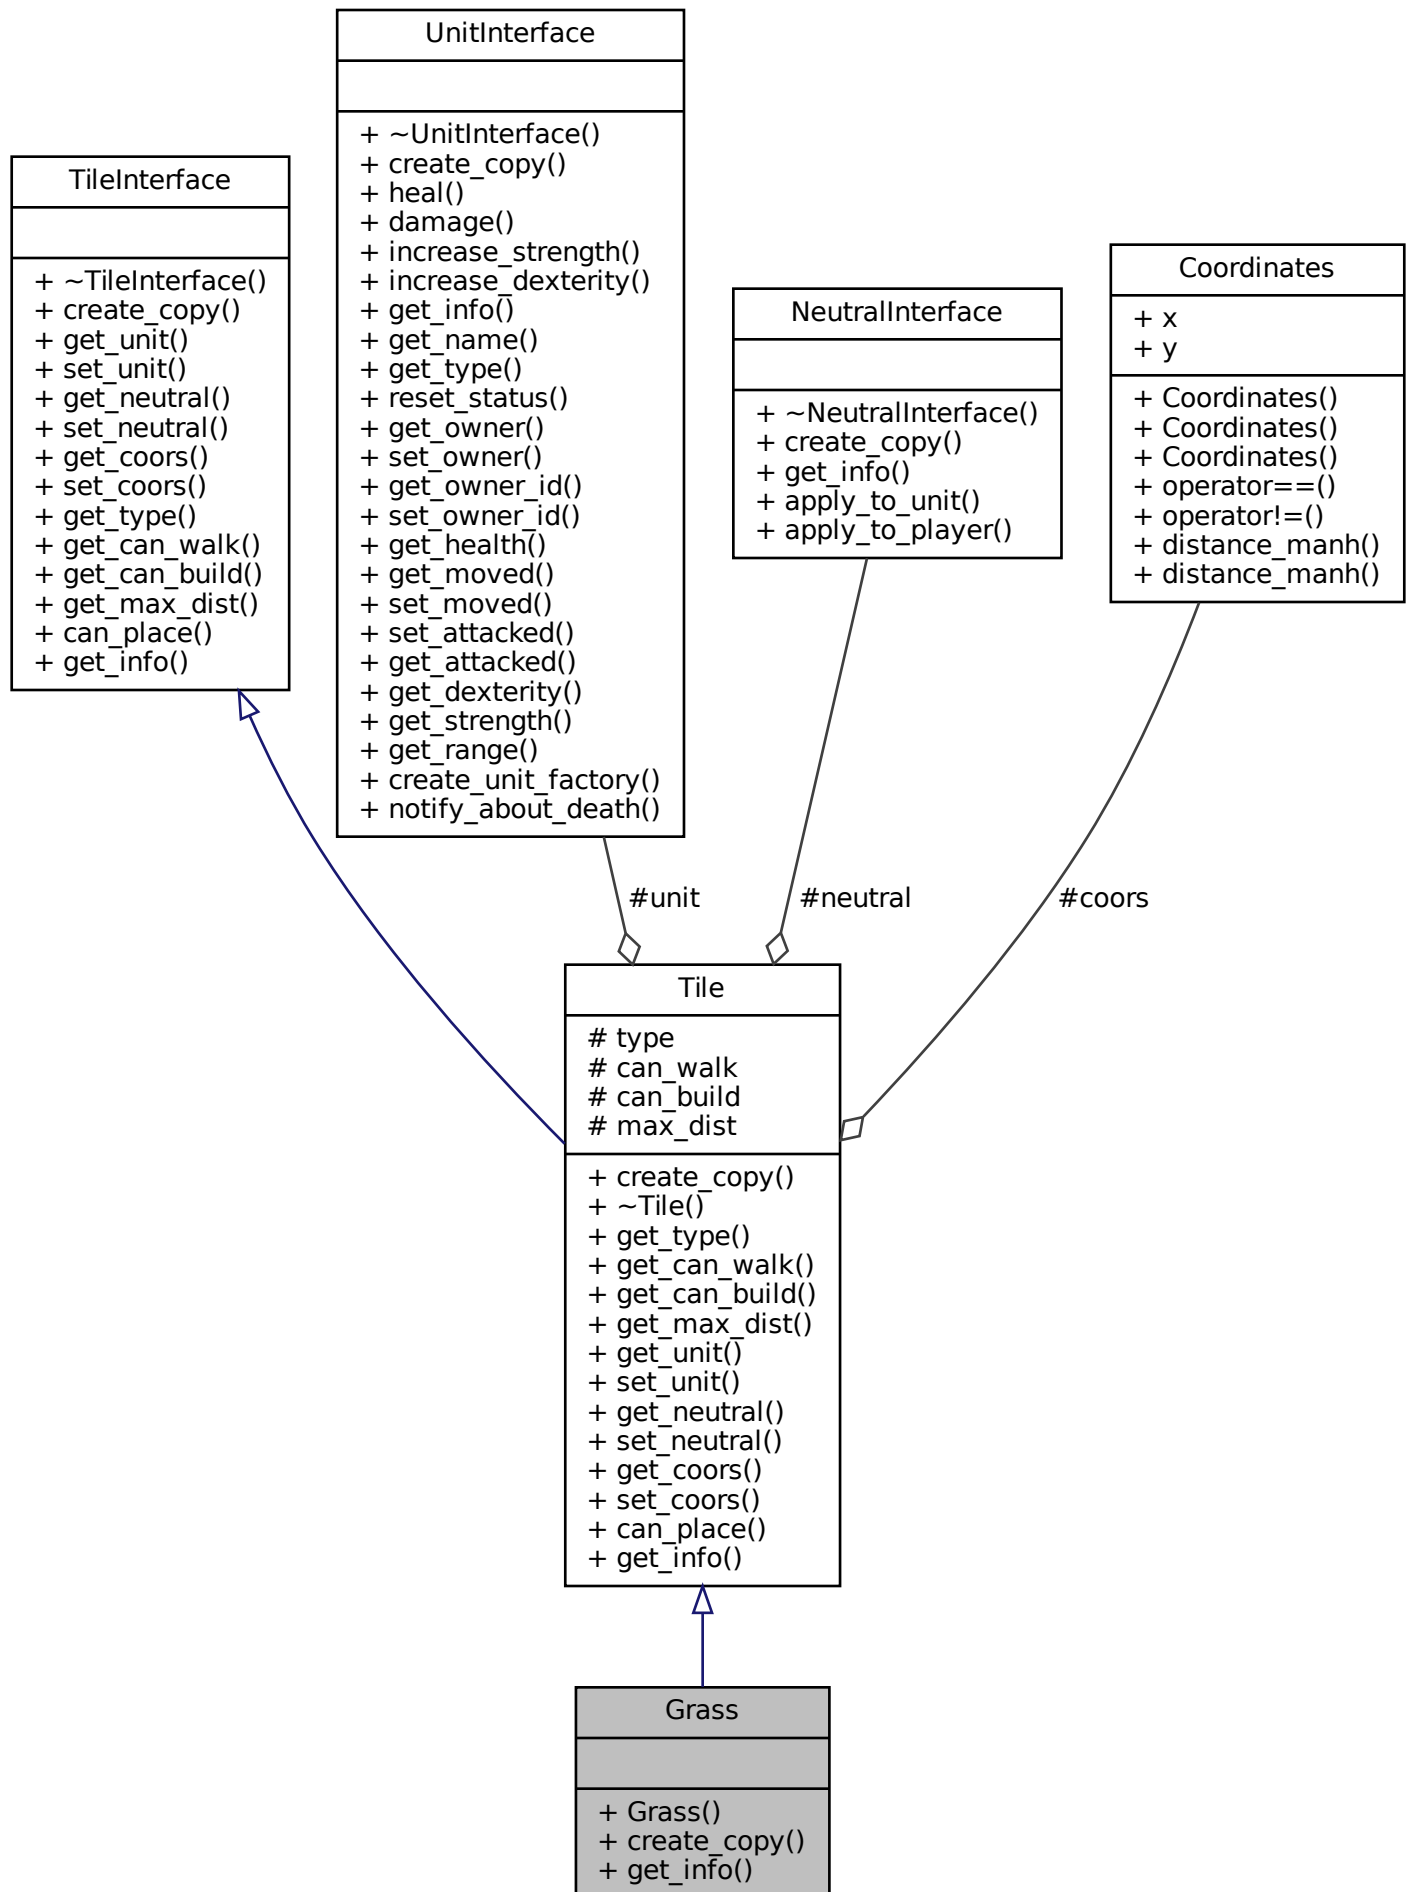 UnitInterface
+ ~UnitInterface()
+ create_copy()
+ heal()
+ damage()
+ increase_strength()
+ increase_dexterity()
+ get_info()
+ get_name()
+ get_type()
+ reset_status()
+ get_owner()
+ set_owner()
+ get_owner_id()
+ set_owner_id()
+ get_health()
+ get_moved()
+ set_moved()
+ set_attacked()
+ get_attacked()
+ get_dexterity()
+ get_strength()
+ get_range()
+ create_unit_factory()
+ notify_about_death()
TileInterface
+ ~TileInterface()
+ create_copy()
+ get_unit()
+ set_unit()
+ get_neutral()
+ set_neutral()
+ get_coors()
+ set_coors()
+ get_type()
+ get_can_walk()
+ get_can_build()
+ get_max_dist()
+ can_place()
+ get_info()
NeutralInterface
+ ~NeutralInterface()
+ create_copy()
+ get_info()
+ apply_to_unit()
+ apply_to_player()
Coordinates
+ x
+ y
+ Coordinates()
+ Coordinates()
+ Coordinates()
+ operator==()
+ operator!=()
+ distance_manh()
+ distance_manh()
#unit
#neutral
#coors
Tile
# type
# can_walk
# can_build
# max_dist
+ create_copy()
+ ~Tile()
+ get_type()
+ get_can_walk()
+ get_can_build()
+ get_max_dist()
+ get_unit()
+ set_unit()
+ get_neutral()
+ set_neutral()
+ get_coors()
+ set_coors()
+ can_place()
+ get_info()
Grass
+ Grass()
+ create_copy()
+ get_info()